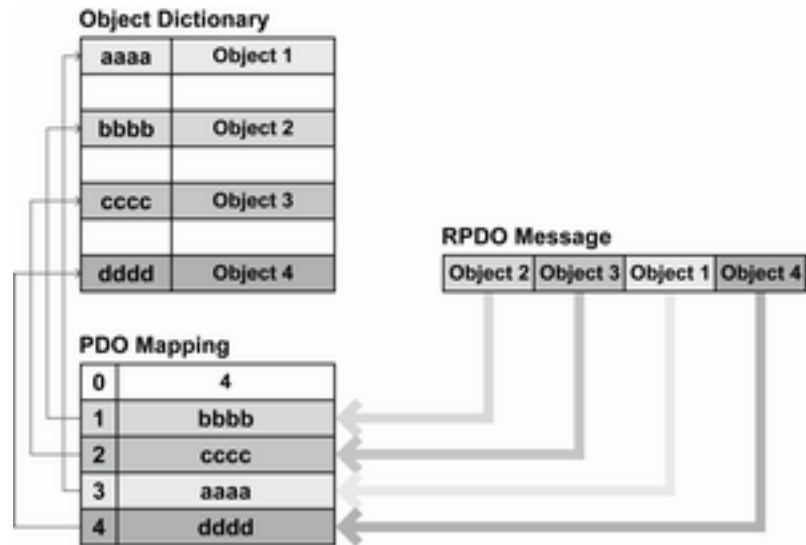 Object Dictionary
aaaa Object 1
bbbb Object 2
cccc Object 3
dddd Object 4
RPDO Message
Object 2 Object 3 Object 1 Object 4
PDO Mapping
0 4
1 bbbb
2 cccc
3 aaaa
4 dddd